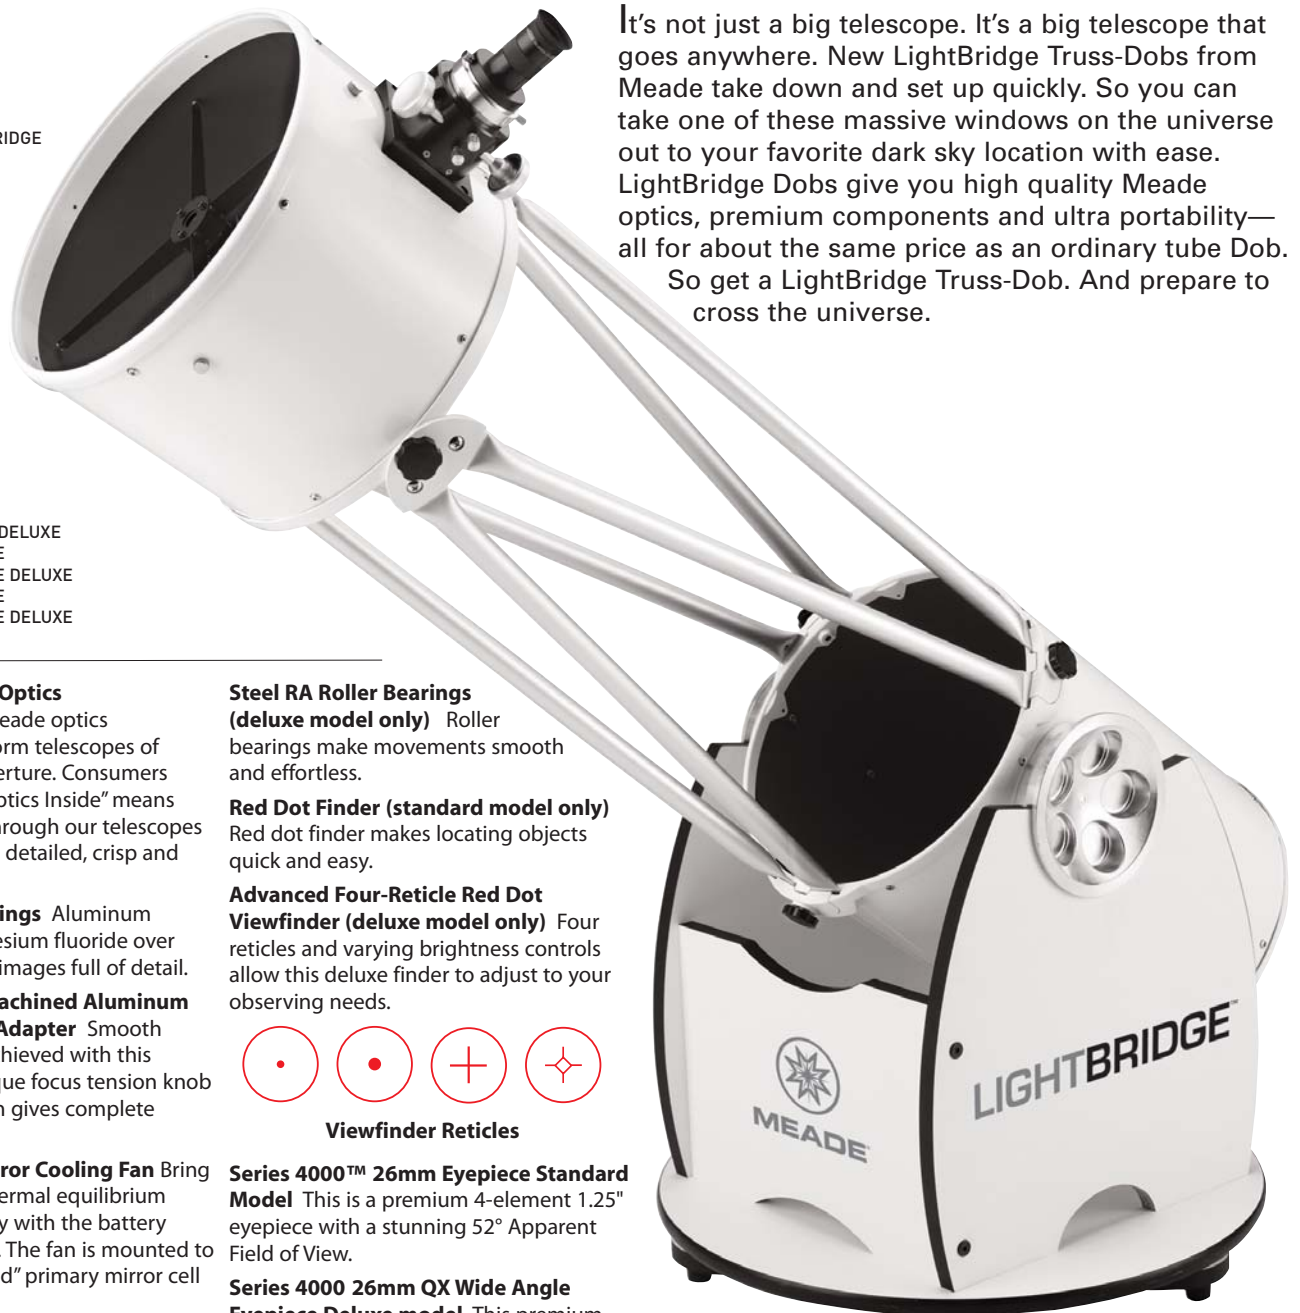 It's not just a big telescope. It's a big telescope that
goes anywhere. New LightBridge Truss-Dobs from
Meade take down and set up quickly. So you can
take one of these massive windows on the universe
out to your favorite dark sky location with ease.
LightBridge Dobs give you high quality Meade
optics, premium components and ultra portability—
all for about the same price as an ordinary tube Dob.
So get a LightBridge Truss-Dob. And prepare to
cross the universe.
RIDGE
DELUXE
E
E DELUXE
E
E DELUXE
Optics
eade optics
orm telescopes of
erture. Consumers
ptics Inside" means
hrough our telescopes
detailed, crisp and
ings Aluminum
esium fluoride over
images full of detail.
achined Aluminum
Adapter Smooth
chieved with this
que focus tension knob
n gives complete
ror Cooling Fan Bring
ermal equilibrium
y with the battery
. The fan is mounted to
d" primary mirror cell
Steel RA Roller Bearings
(deluxe model only) Roller
bearings make movements smooth
and effortless.
Red Dot Finder (standard model only)
Red dot finder makes locating objects
quick and easy.
Advanced Four-Reticle Red Dot
Viewfinder (deluxe model only) Four
reticles and varying brightness controls
allow this deluxe finder to adjust to your
observing needs.
Viewfinder Reticles
Series 4000™ 26mm Eyepiece Standard
Model This is a premium 4-element 1.25"
eyepiece with a stunning 52° Apparent
Field of View.
Series 4000 26mm QX Wide Angle
Eyepiece Deluxe model This premium
MEADE
LIGHTBRIDGE™